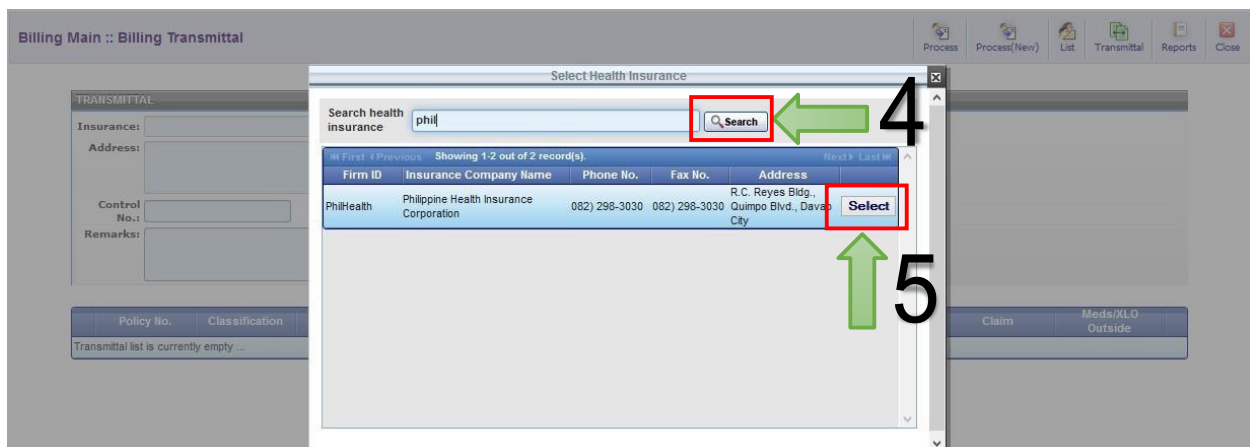 Billing Main :: Billing Transmittal
Process
Process(New)
List
Transmittal
Reports
Close
Select Health Insurance
TRANSMITTAL
Insurance:
Address:
Control
No.:
Remarks:
Search health
insurance
phil
Search
4
First Previous Showing 1-2 out of 2 record(s). Next Last
Firm ID Insurance Company Name Phone No. Fax No. Address
PhilHealth
Philippine Health Insurance
Corporation
082) 298-3030 082) 298-3030
R.C. Reyes Bldg.,
Quimpo Blvd., Davao
City
Select
5
Policy No. Classification Claim
Meds/XLO
Outside
Transmittal list is currently empty ...